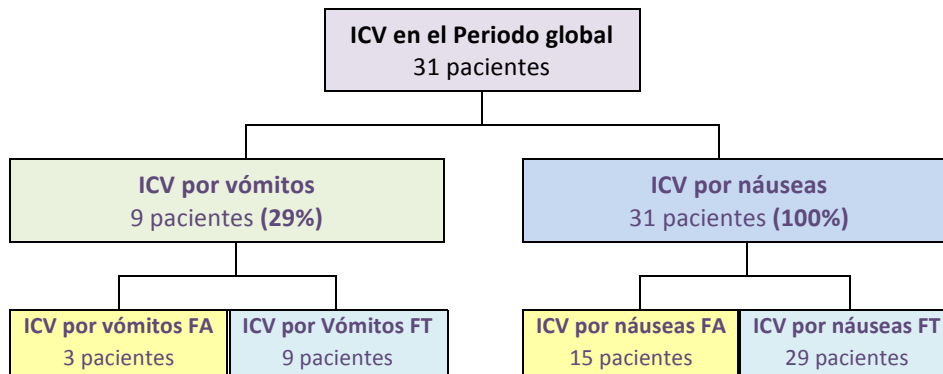 ICV en el Periodo global
31 pacientes
ICV por vómitos
9 pacientes (29%)
ICV por náuseas
31 pacientes (100%)
ICV por vómitos FA
3 pacientes
ICV por Vómitos FT
9 pacientes
ICV por náuseas FA
15 pacientes
ICV por náuseas FT
29 pacientes